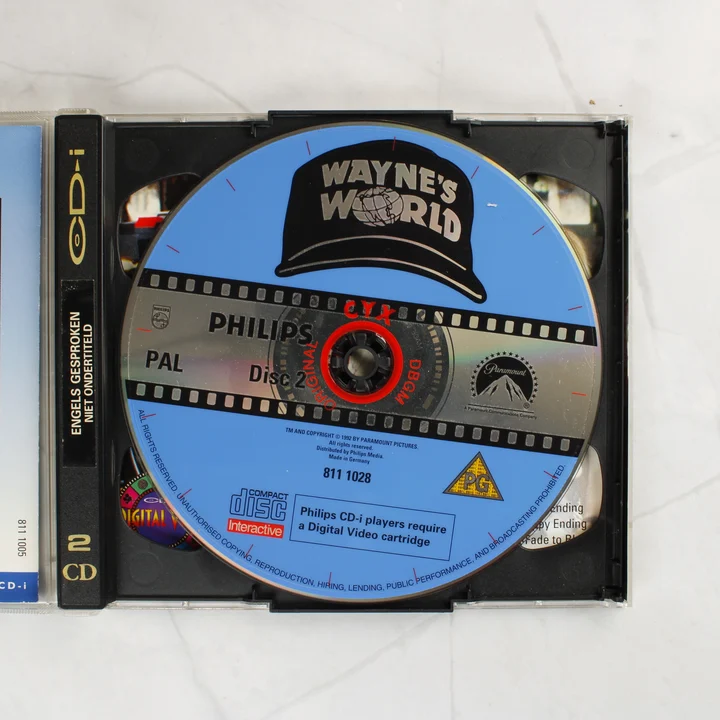 CD-i
ENGELS GESPROKEN
NIET ONDERTITELD
2
CD
811 1005
CD-i
WAYNE'S
WORLD
PHILIPS
PHILIPS
PAL
Disc 2
ORIGINAL
DBGM
Paramount
A Paramount Communications Company
TM AND COPYRIGHT © 1992 BY PARAMOUNT PICTURES.
All rights reserved.
Distributed by Philips Media.
Made in Germany
811 1028
PG
COMPACT
disc
Interactive
Philips CD-i players require
a Digital Video cartridge
ALL RIGHTS RESERVED. UNAUTHORISED COPYING, REPRODUCTION, HIRING, LENDING, PUBLIC PERFORMANCE, AND BROADCASTING PROHIBITED.
DIGITAL
Ending
Ending
Fade to